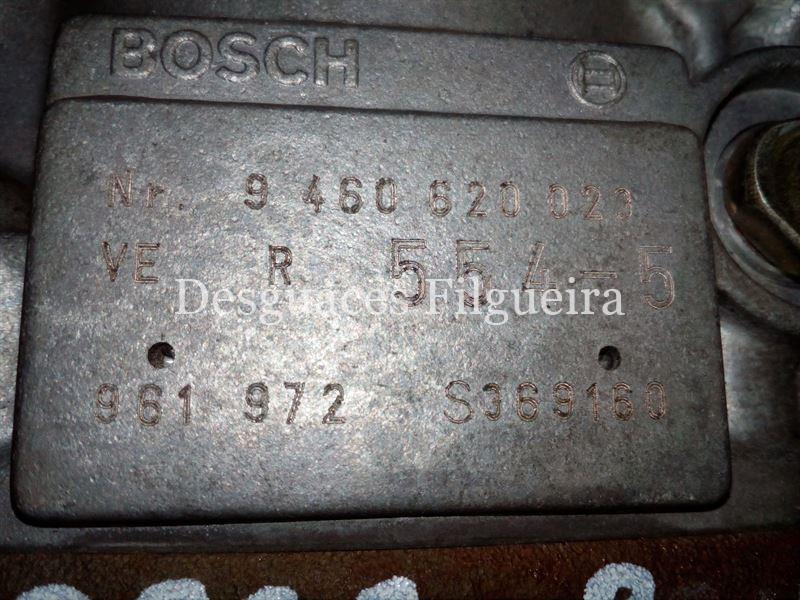 BOSCH
Nr. 9 460 620 023
VE R 554-5
Desguaces Filgueira
961 972 S369160